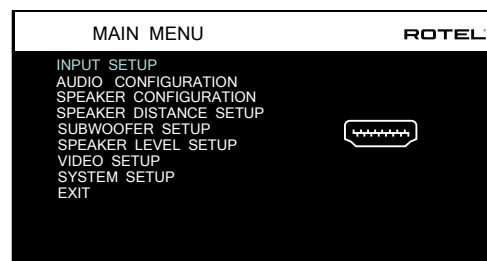 MAIN MENU
ROTEL
INPUT SETUP
AUDIO CONFIGURATION
SPEAKER CONFIGURATION
SPEAKER DISTANCE SETUP
SUBWOOFER SETUP
SPEAKER LEVEL SETUP
VIDEO SETUP
SYSTEM SETUP
EXIT